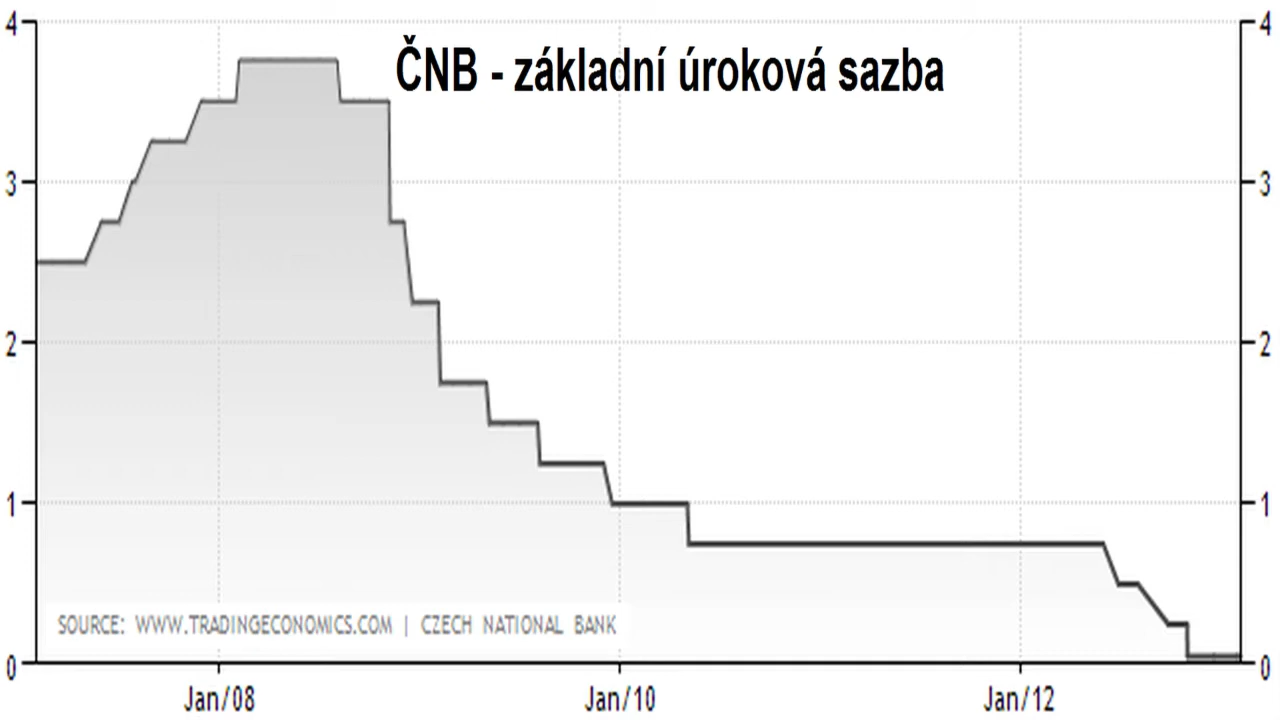 ČNB - základní úroková sazba
4 4
3 3
2 2
1 1
0 0
SOURCE: WWW.TRADINGECONOMICS.COM | CZECH NATIONAL BANK
Jan/08 Jan/10 Jan/12